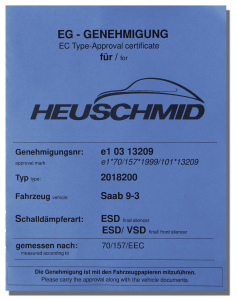 EG - GENEHMIGUNG
EC Type-Approval certificate
für / for
HEUSCHMID
Genehmigungsnr: e1 03 13209
approval mark e1*70/157*1999/101*13209
Typ type: 2018200
Fahrzeug vehicle: Saab 9-3
Schalldämpferart: ESD final silencer
ESD/ VSD final/ front silencer
gemessen nach: 70/157/EEC
measured according to
Die Genehmigung ist mit den Fahrzeugpapieren mitzuführen.
Please carry the approval along with the vehicle documents.